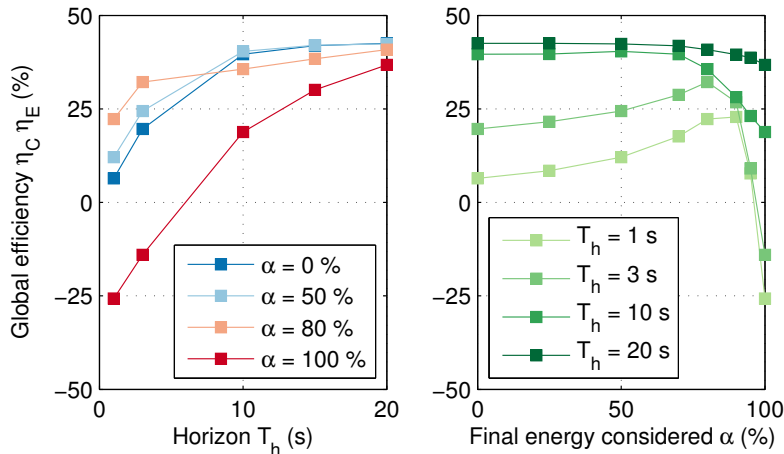 Global efficiency η_C η_E (%)
50
25
0
−25
−50
0
10
20
Horizon T_h (s)
α = 0 %
α = 50 %
α = 80 %
α = 100 %
50
25
0
−25
−50
0
50
100
Final energy considered α (%)
T_h = 1 s
T_h = 3 s
T_h = 10 s
T_h = 20 s